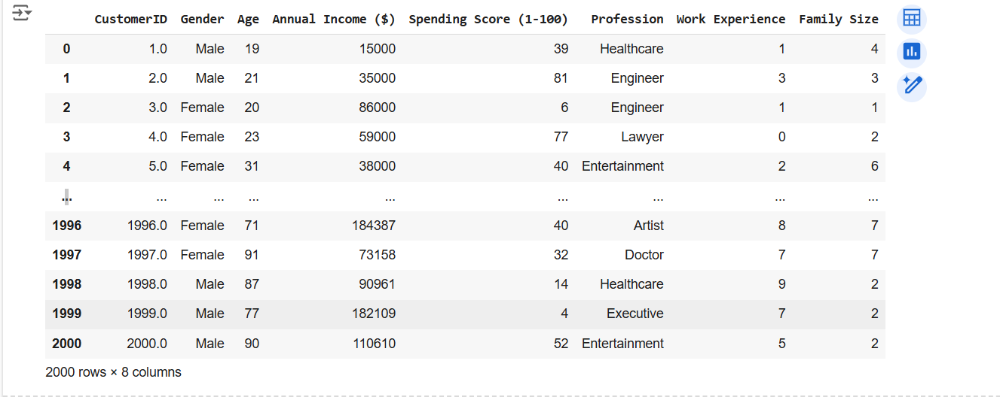 CustomerID Gender Age Annual Income ($) Spending Score (1-100) Profession Work Experience Family Size
0 1.0 Male 19 15000 39 Healthcare 1 4
1 2.0 Male 21 35000 81 Engineer 3 3
2 3.0 Female 20 86000 6 Engineer 1 1
3 4.0 Female 23 59000 77 Lawyer 0 2
4 5.0 Female 31 38000 40 Entertainment 2 6
... ... ... ... ... ... ... ... ...
1996 1996.0 Female 71 184387 40 Artist 8 7
1997 1997.0 Female 91 73158 32 Doctor 7 7
1998 1998.0 Male 87 90961 14 Healthcare 9 2
1999 1999.0 Male 77 182109 4 Executive 7 2
2000 2000.0 Male 90 110610 52 Entertainment 5 2
2000 rows × 8 columns